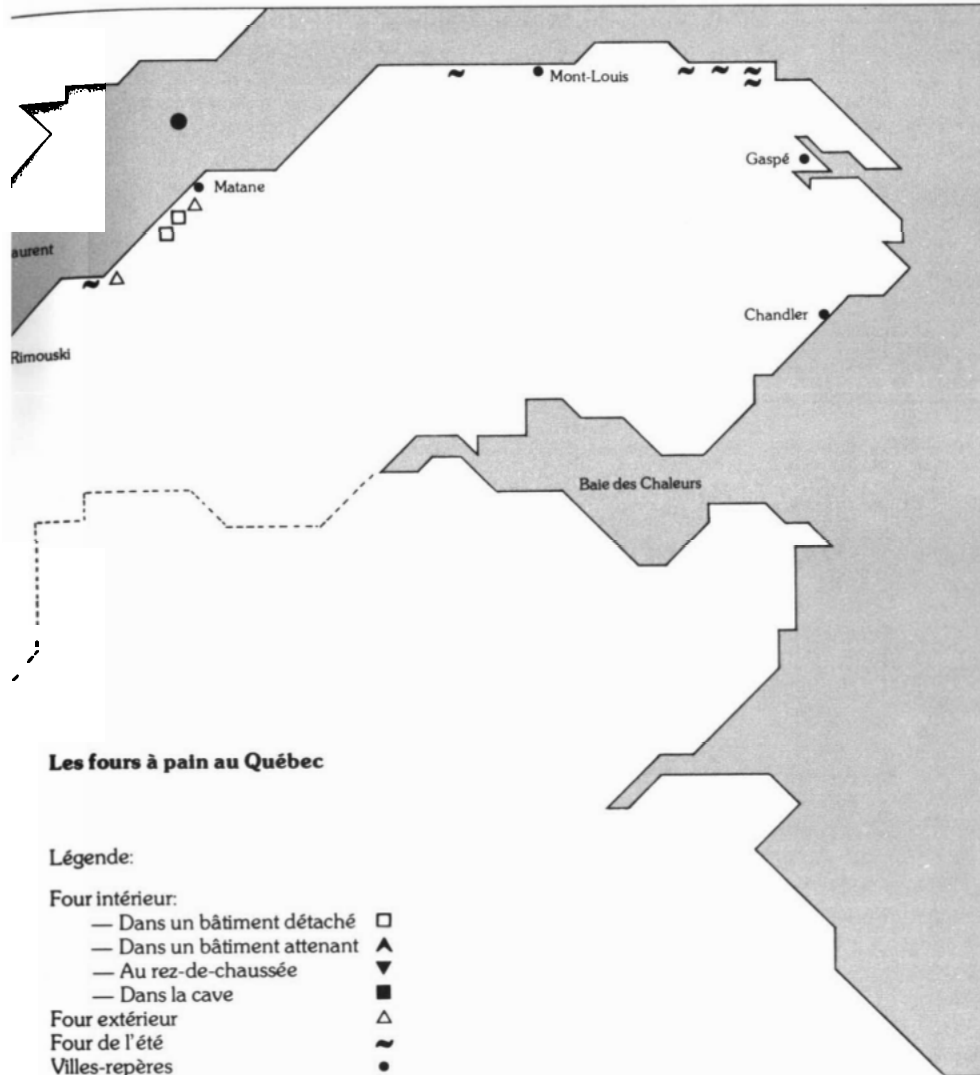 Mont-Louis
Gaspé
Matane
aurent
Chandler
Rimouski
Baie des Chaleurs
Les fours à pain au Québec
Légende:
Four intérieur:
— Dans un bâtiment détaché
— Dans un bâtiment attenant
— Au rez-de-chaussée
— Dans la cave
Four extérieur
Four de l'été
Villes-repères